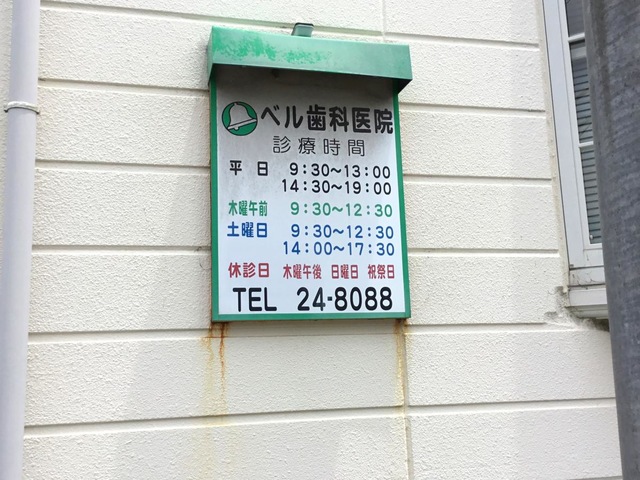 ベル歯科医院
診療時間
平日 9:30～13:00
14:30～19:00
木曜午前 9:30～12:30
土曜日 9:30～12:30
14:00～17:30
休診日 木曜午後 日曜日 祝祭日
TEL 24-8088